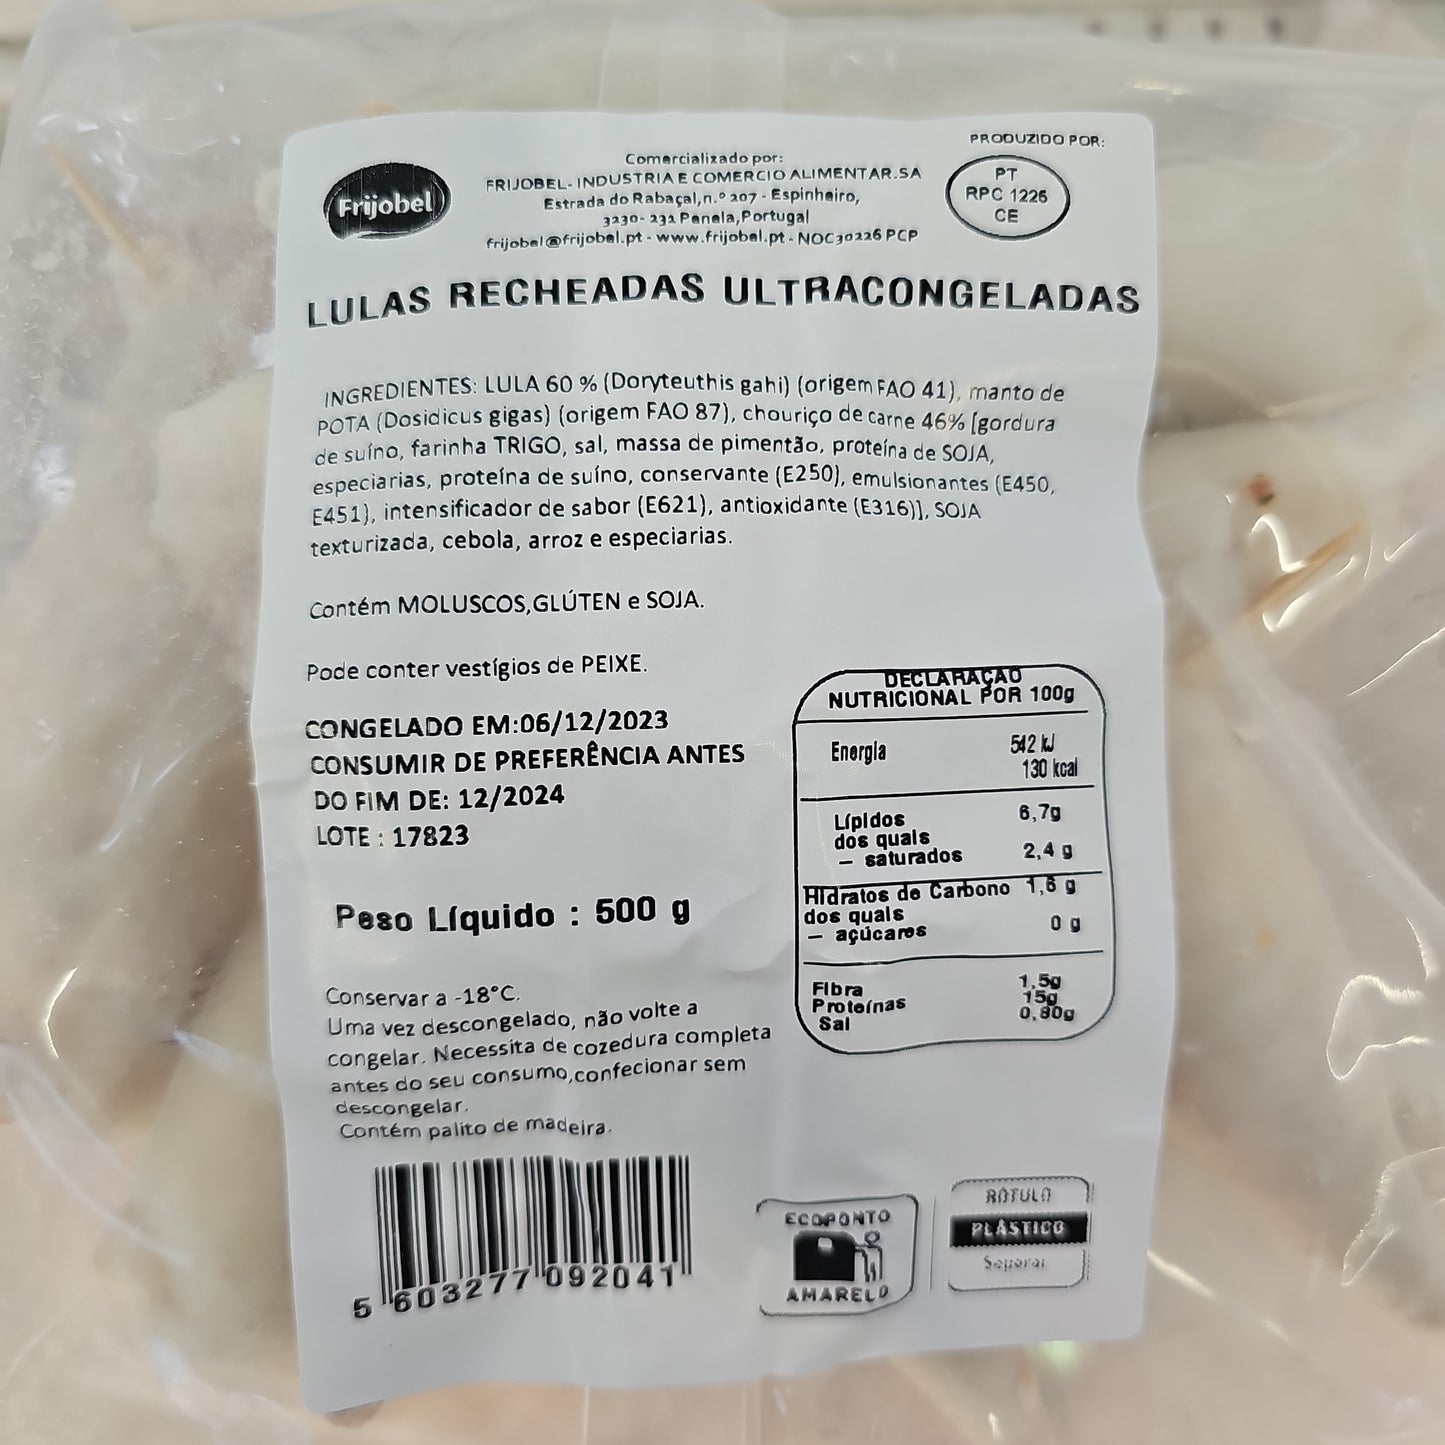 Frijobel
Comercializado por:
FRIJOBEL- INDUSTRIA E COMERCIO ALIMENTAR.SA
Estrada do Rabaçal,n.º 207 - Espinheiro,
3230- 232 Penela,Portugal
frijobel@frijobel.pt - www.frijobel.pt - NOC30226 PCP
PRODUZIDO POR:
PT
RPC 1226
CE
LULAS RECHEADAS ULTRACONGELADAS
INGREDIENTES: LULA 60 % (Doryteuthis gahi) (origem FAO 41), manto de
POTA (Dosidicus gigas) (origem FAO 87), chouriço de carne 46% [gordura
de suíno, farinha TRIGO, sal, massa de pimentão, proteína de SOJA,
especiarias, proteína de suíno, conservante (E250), emulsionantes (E450,
E451), intensificador de sabor (E621), antioxidante (E316)], SOJA
texturizada, cebola, arroz e especiarias.
Contém MOLUSCOS,GLÚTEN e SOJA.
Pode conter vestígios de PEIXE.
CONGELADO EM:06/12/2023
CONSUMIR DE PREFERÊNCIA ANTES
DO FIM DE: 12/2024
LOTE : 17823
Peso Líquido : 500 g
DECLARAÇÃO
NUTRICIONAL POR 100g
Energia 542 kJ
130 kcal
Lípidos 6,7g
dos quais
– saturados 2,4 g
Hidratos de Carbono 1,6 g
dos quais
– açúcares 0 g
Fibra 1,5g
Proteínas 15g
Sal 0,80g
Conservar a -18°C.
Uma vez descongelado, não volte a
congelar. Necessita de cozedura completa
antes do seu consumo,confecionar sem
descongelar.
Contém palito de madeira.
5 603277 092041
ECOPONTO
AMARELO
RÓTULO
PLÁSTICO
Separar